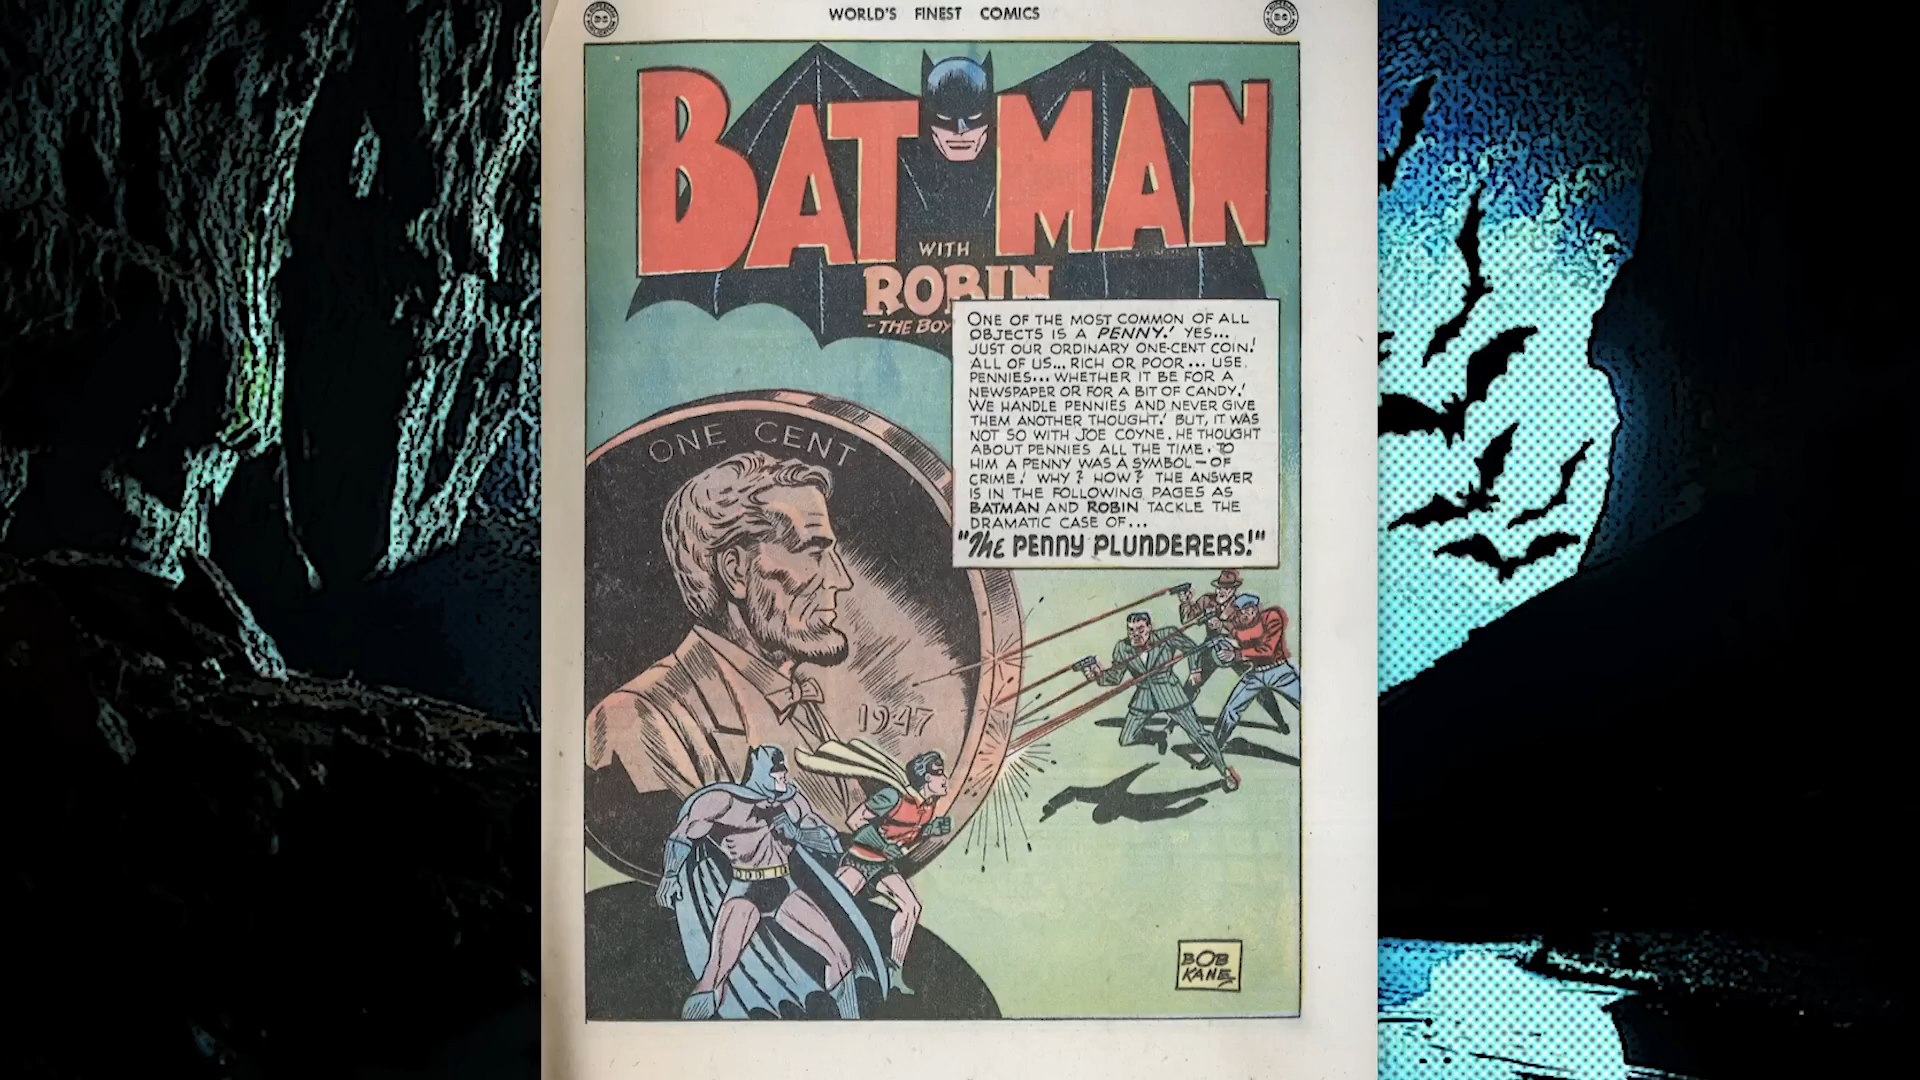 WORLD'S FINEST COMICS
BATMAN
WITH
ROBIN
- THE BOY
ONE OF THE MOST COMMON OF ALL
OBJECTS IS A PENNY! YES...
JUST OUR ORDINARY ONE-CENT COIN!
ALL OF US... RICH OR POOR... USE
PENNIES... WHETHER IT BE FOR A
NEWSPAPER OR FOR A BIT OF CANDY!
WE HANDLE PENNIES AND NEVER GIVE
THEM ANOTHER THOUGHT! BUT, IT WAS
NOT SO WITH JOE COYNE. HE THOUGHT
ABOUT PENNIES ALL THE TIME. TO
HIM A PENNY WAS A SYMBOL — OF
CRIME! WHY? HOW? THE ANSWER
IS IN THE FOLLOWING PAGES AS
BATMAN AND ROBIN TACKLE THE
DRAMATIC CASE OF...
"The PENNY PLUNDERERS!"
ONE CENT
1947
BOB
KANE